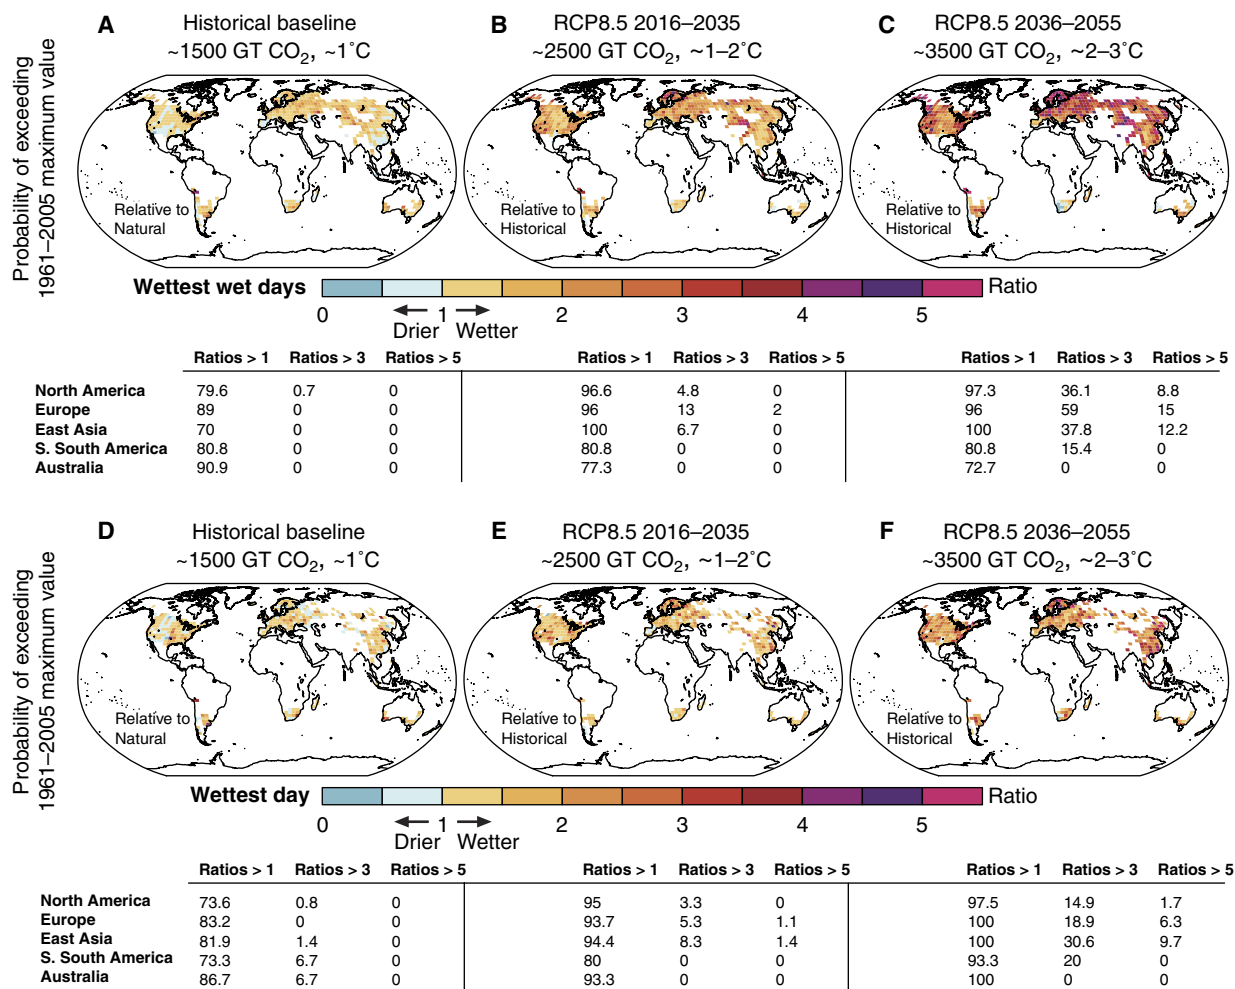 A Historical baseline
~1500 GT CO2, ~1˚C
B RCP8.5 2016–2035
~2500 GT CO2, ~1–2˚C
C RCP8.5 2036–2055
~3500 GT CO2, ~2–3˚C
Probability of exceeding
1961–2005 maximum value
Relative to
Natural
Relative to
Historical
Relative to
Historical
Wettest wet days
Ratio
0 1 2 3 4 5
Drier Wetter
Ratios > 1 Ratios > 3 Ratios > 5 Ratios > 1 Ratios > 3 Ratios > 5 Ratios > 1 Ratios > 3 Ratios > 5
North America 79.6 0.7 0 96.6 4.8 0 97.3 36.1 8.8
Europe 89 0 0 96 13 2 96 59 15
East Asia 70 0 0 100 6.7 0 100 37.8 12.2
S. South America 80.8 0 0 80.8 0 0 80.8 15.4 0
Australia 90.9 0 0 77.3 0 0 72.7 0 0
D Historical baseline
~1500 GT CO2, ~1˚C
E RCP8.5 2016–2035
~2500 GT CO2, ~1–2˚C
F RCP8.5 2036–2055
~3500 GT CO2, ~2–3˚C
Probability of exceeding
1961–2005 maximum value
Relative to
Natural
Relative to
Historical
Relative to
Historical
Wettest day
Ratio
0 1 2 3 4 5
Drier Wetter
Ratios > 1 Ratios > 3 Ratios > 5 Ratios > 1 Ratios > 3 Ratios > 5 Ratios > 1 Ratios > 3 Ratios > 5
North America 73.6 0.8 0 95 3.3 0 97.5 14.9 1.7
Europe 83.2 0 0 93.7 5.3 1.1 100 18.9 6.3
East Asia 81.9 1.4 0 94.4 8.3 1.4 100 30.6 9.7
S. South America 73.3 6.7 0 80 0 0 93.3 20 0
Australia 86.7 6.7 0 93.3 0 0 100 0 0